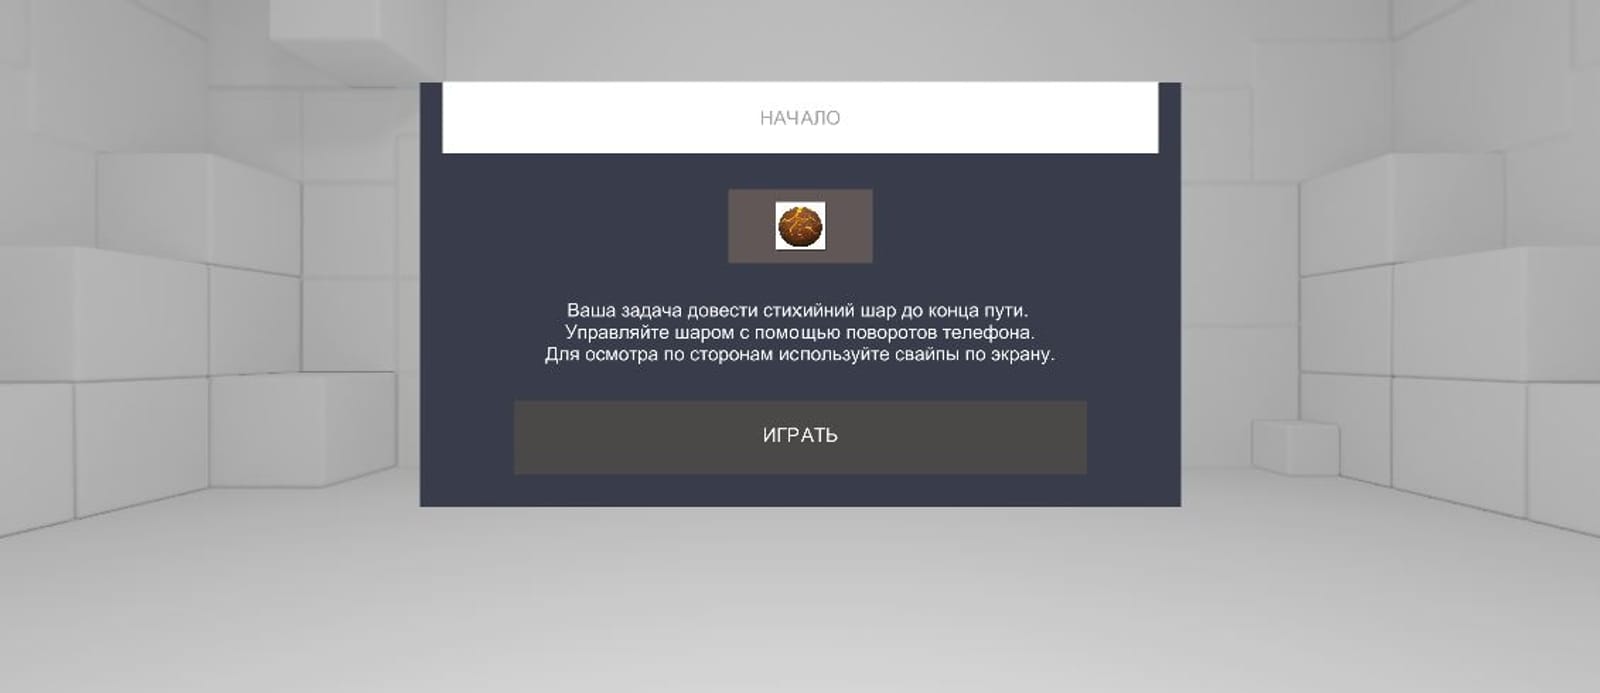 НАЧАЛО
Ваша задача довести стихийний шар до конца пути.
Управляйте шаром с помощью поворотов телефона.
Для осмотра по сторонам используйте свайпы по экрану.
ИГРАТЬ